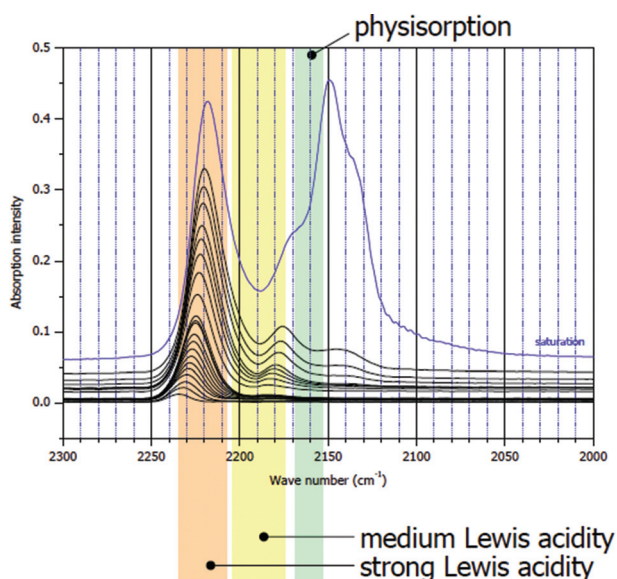 physisorption
0.5
0.4
0.3
0.2
0.1
0.0
Absorption intensity
saturation
2300 2250 2200 2150 2100 2050 2000
Wave number (cm⁻¹)
medium Lewis acidity
strong Lewis acidity